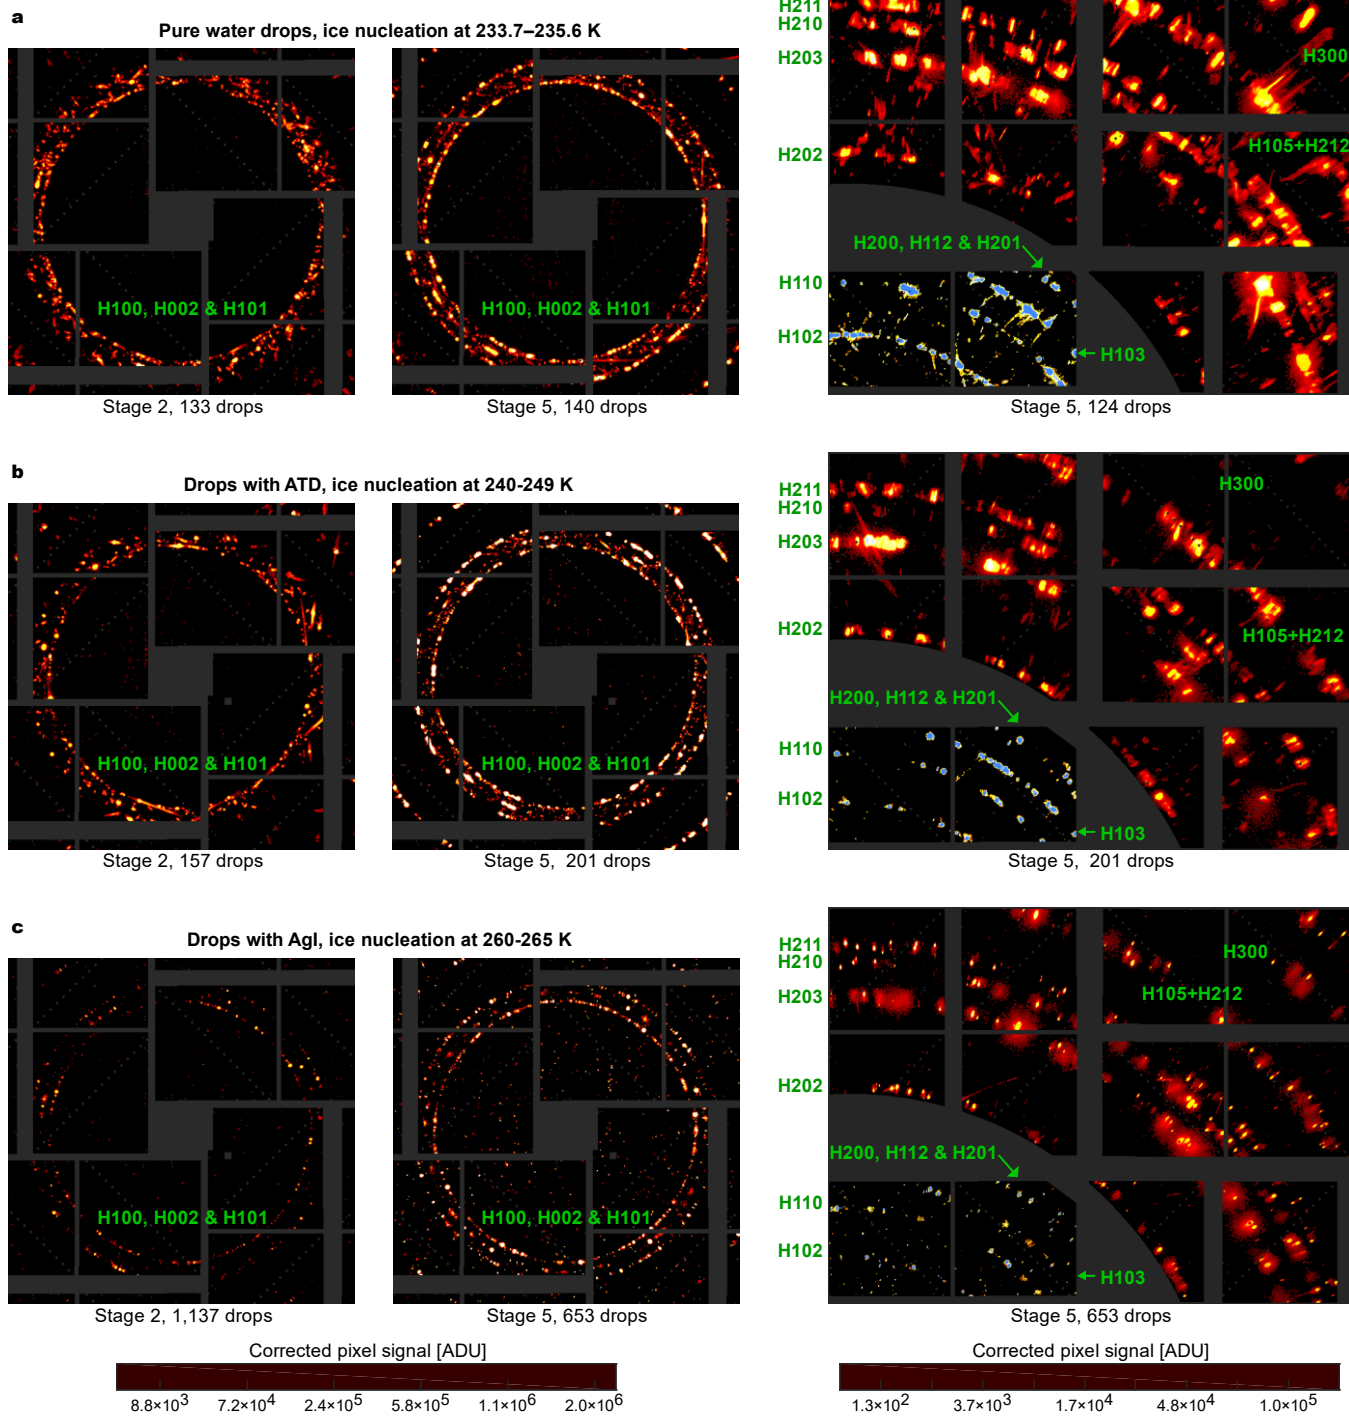 a
Pure water drops, ice nucleation at 233.7–235.6 K
H100, H002 & H101
H100, H002 & H101
Stage 2, 133 drops
Stage 5, 140 drops
H211
H210
H203
H300
H202
H105+H212
H200, H112 & H201
H110
H102
H103
Stage 5, 124 drops
b
Drops with ATD, ice nucleation at 240-249 K
H100, H002 & H101
H100, H002 & H101
Stage 2, 157 drops
Stage 5, 201 drops
H211
H210
H203
H300
H202
H105+H212
H200, H112 & H201
H110
H102
H103
Stage 5, 201 drops
c
Drops with AgI, ice nucleation at 260-265 K
H100, H002 & H101
H100, H002 & H101
Stage 2, 1,137 drops
Stage 5, 653 drops
H211
H210
H203
H300
H105+H212
H202
H200, H112 & H201
H110
H102
H103
Stage 5, 653 drops
Corrected pixel signal [ADU]
8.8×10³ 7.2×10⁴ 2.4×10⁵ 5.8×10⁵ 1.1×10⁶ 2.0×10⁶
Corrected pixel signal [ADU]
1.3×10² 3.7×10³ 1.7×10⁴ 4.8×10⁴ 1.0×10⁵